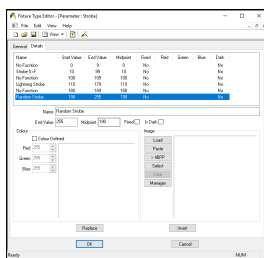 Fixture Type Editor - [Parameter : Strobe]
File Edit View Help
View
General Details
Name Start Value End Value Midpoint Fixed Red Green Blue Dark
No Function 0 9 0 No No
Strobe S>F 10 99 10 No No
No Function 100 109 100 No No
Lightning Strobe 110 179 110 No No
No Function 180 189 180 No No
Random Strobe 190 255 190 No No
Name Random Strobe
End Value 255 Midpoint 190 Fixed Is Dark
Colour
Colour Defined
Red 255
Green 255
Blue 255
Image
Load
Paste
Select
Clear
Manager
Replace Insert
OK Cancel
Ready NUM